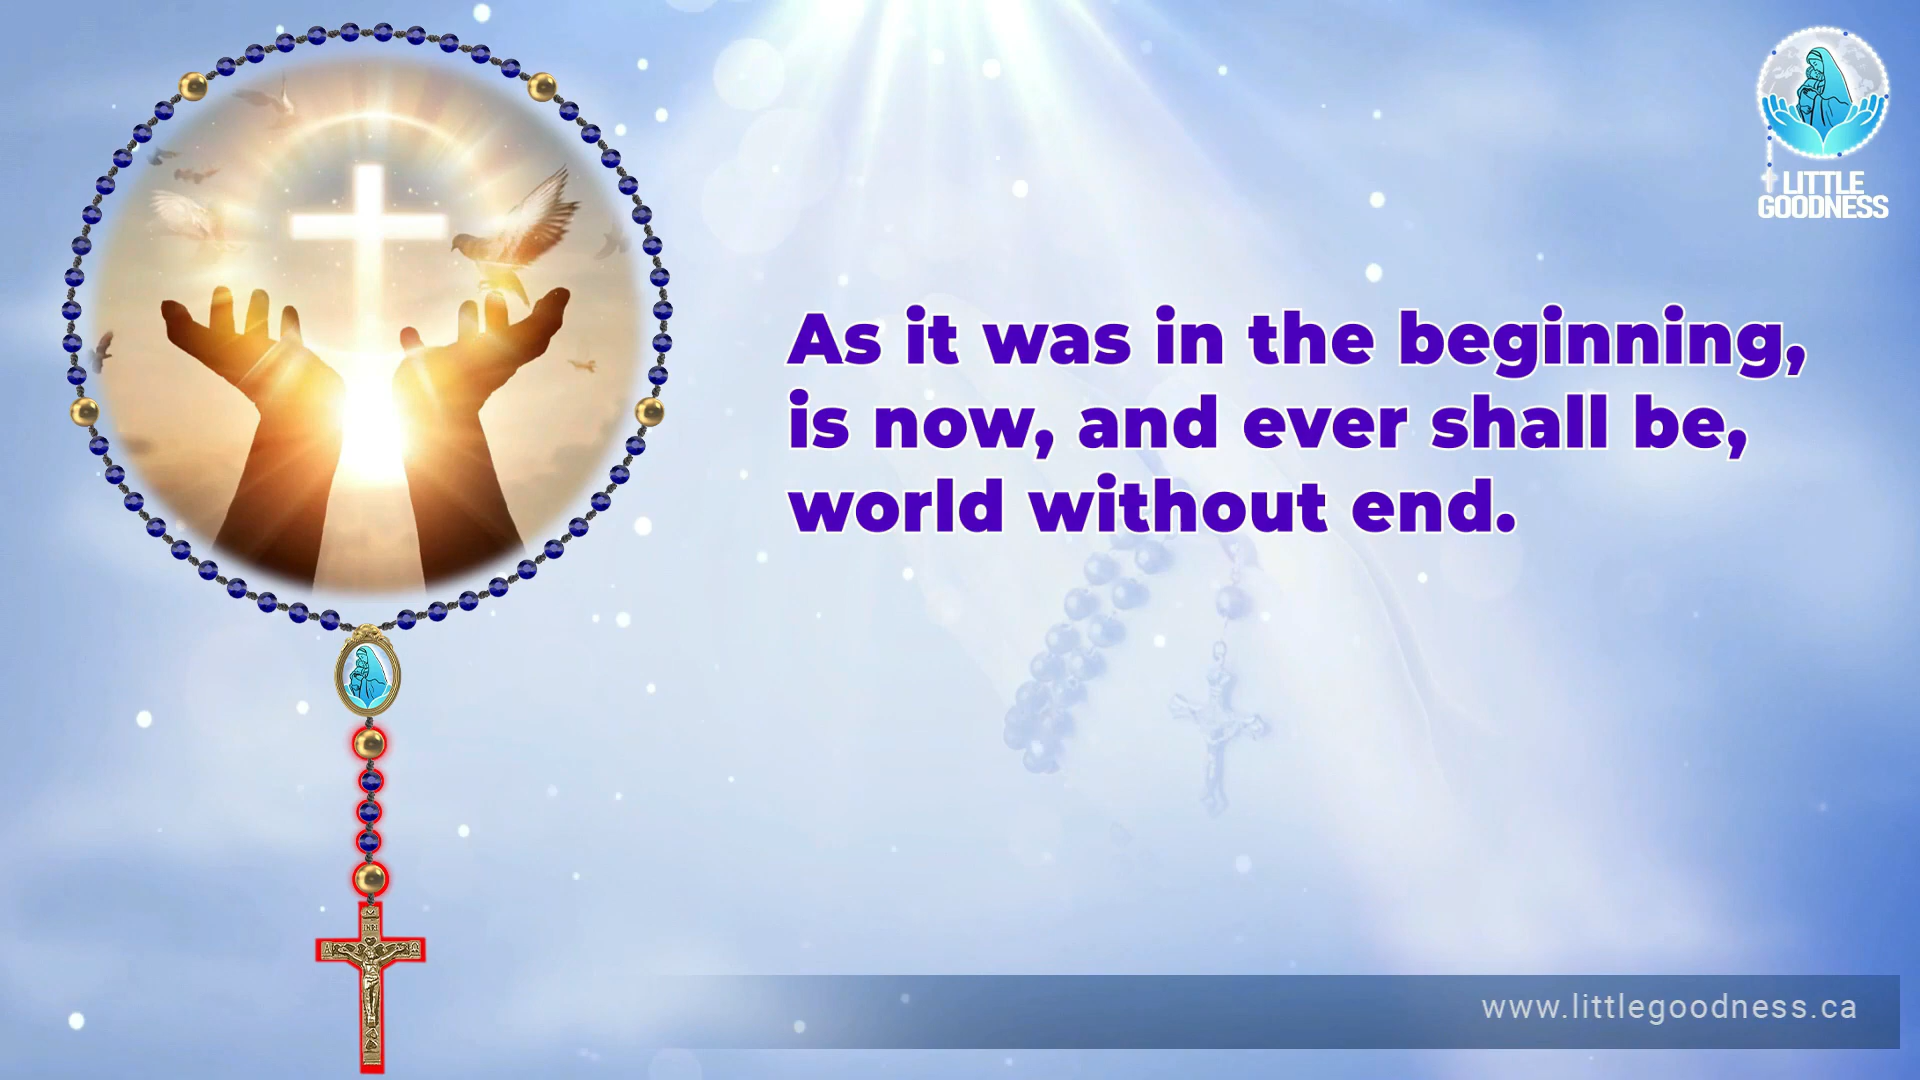 LITTLE
GOODNESS
As it was in the beginning,
is now, and ever shall be,
world without end.
INRI
www.littlegoodness.ca